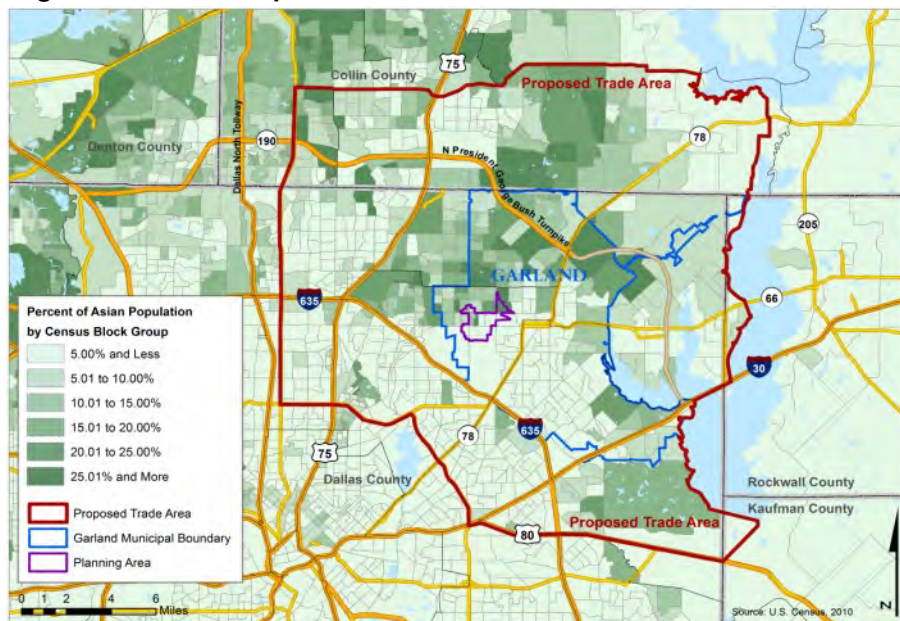 Collin County
75
Proposed Trade Area
Denton County
Dallas North Tollway
190
78
N President George Bush Turnpike
205
GARLAND
635
66
30
Percent of Asian Population
by Census Block Group
5.00% and Less
5.01 to 10.00%
10.01 to 15.00%
15.01 to 20.00%
20.01 to 25.00%
25.01% and More
Proposed Trade Area
Garland Municipal Boundary
Planning Area
75
78
635
Dallas County
Rockwall County
Kaufman County
80
Proposed Trade Area
0 1 2 4 6
Miles
Source: U.S. Census, 2010
N